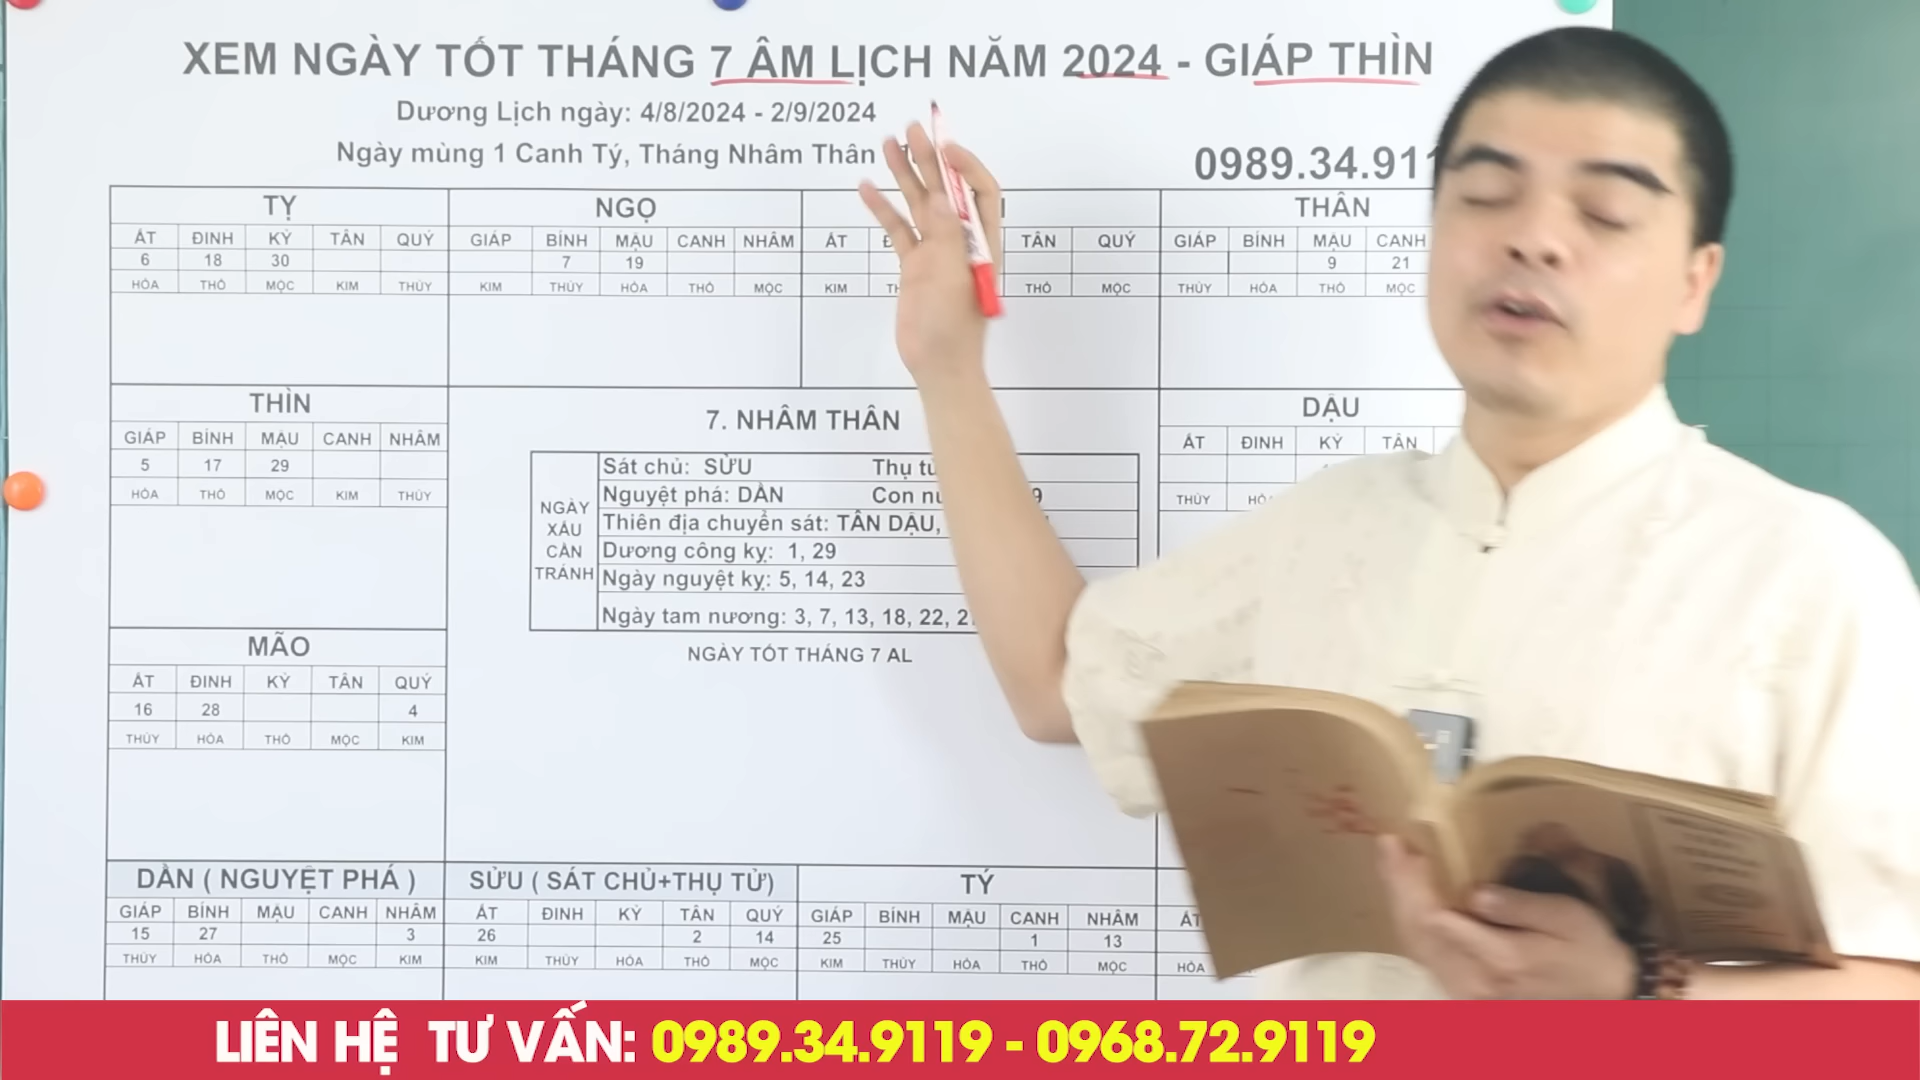 XEM NGÀY TỐT THÁNG 7 ÂM LỊCH NĂM 2024 - GIÁP THÌN
Dương Lịch ngày: 4/8/2024 - 2/9/2024
Ngày mùng 1 Canh Tý, Tháng Nhâm Thân
0989.34.911
TỴ
ẤT ĐINH KỶ TÂN QUÝ
6 18 30
HỎA THỔ MỘC KIM THỦY
NGỌ
GIÁP BÍNH MẬU CANH NHÂM
7 19
KIM THỦY HỎA THỔ MỘC
ẤT TÂN QUÝ
KIM THỔ MỘC
THÂN
GIÁP BÍNH MẬU CANH
9 21
THỦY HỎA THỔ MỘC
THÌN
GIÁP BÍNH MẬU CANH NHÂM
5 17 29
HỎA THỔ MỘC KIM THỦY
7. NHÂM THÂN
NGÀY XẤU CẦN TRÁNH
Sát chủ: SỬU Thụ
Nguyệt phá: DẦN Con
Thiên địa chuyển sát: TÂN DẬU,
Dương công kỵ: 1, 29
Ngày nguyệt kỵ: 5, 14, 23
Ngày tam nương: 3, 7, 13, 18, 22,
NGÀY TỐT THÁNG 7 AL
DẬU
ẤT ĐINH KỶ TÂN
THỦY
MÃO
ẤT ĐINH KỶ TÂN QUÝ
16 28 4
THỦY HỎA THỔ MỘC KIM
DẦN ( NGUYỆT PHÁ )
GIÁP BÍNH MẬU CANH NHÂM
15 27 3
THỦY HỎA THỔ MỘC KIM
SỬU ( SÁT CHỦ+THỤ TỬ)
ẤT ĐINH KỶ TÂN QUÝ
26 2 14
KIM THỦY HỎA THỔ MỘC
TÝ
GIÁP BÍNH MẬU CANH NHÂM
25 1 13
KIM THỦY HỎA THỔ MỘC
HỎA
LIÊN HỆ TƯ VẤN: 0989.34.9119 - 0968.72.9119